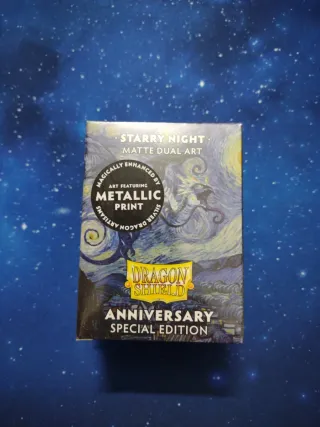 · STARRY NIGHT ·
MATTE DUAL ART
MAGICALLY ENHANCED BY
ART FEATURING
METALLIC
PRINT
SILVER DRAGON ARTISANS
DRAGON
SHIELD
ANNIVERSARY
SPECIAL EDITION